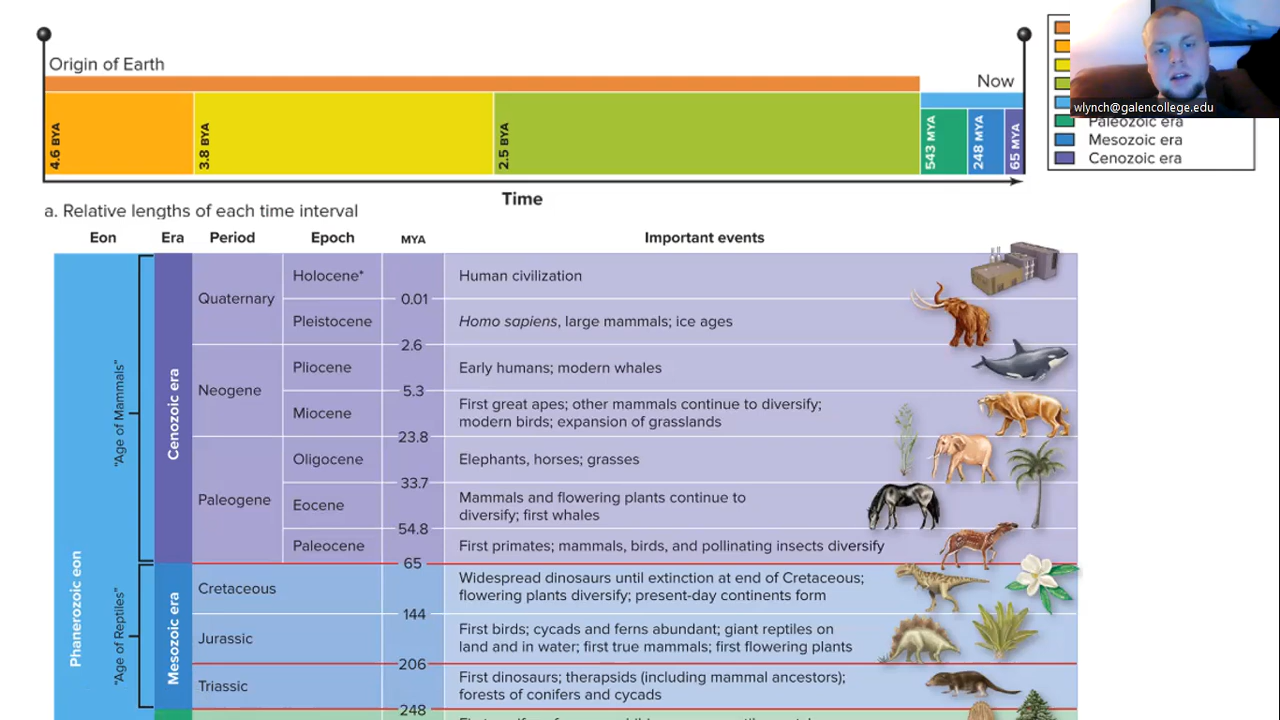 Origin of Earth
Now
4.6 BYA
3.8 BYA
2.5 BYA
543 MYA
248 MYA
65 MYA
wlynch@galencollege.edu
Paleozoic era
Mesozoic era
Cenozoic era
Time
a. Relative lengths of each time interval
Eon Era Period Epoch MYA Important events
Phanerozoic eon
"Age of Mammals"
Cenozoic era
Quaternary
Holocene* Human civilization
0.01
Pleistocene Homo sapiens, large mammals; ice ages
2.6
Neogene
Pliocene Early humans; modern whales
5.3
Miocene First great apes; other mammals continue to diversify;
modern birds; expansion of grasslands
23.8
Paleogene
Oligocene Elephants, horses; grasses
33.7
Eocene Mammals and flowering plants continue to
diversify; first whales
54.8
Paleocene First primates; mammals, birds, and pollinating insects diversify
65
"Age of Reptiles"
Mesozoic era
Cretaceous Widespread dinosaurs until extinction at end of Cretaceous;
flowering plants diversify; present-day continents form
144
Jurassic First birds; cycads and ferns abundant; giant reptiles on
land and in water; first true mammals; first flowering plants
206
Triassic First dinosaurs; therapsids (including mammal ancestors);
forests of conifers and cycads
248